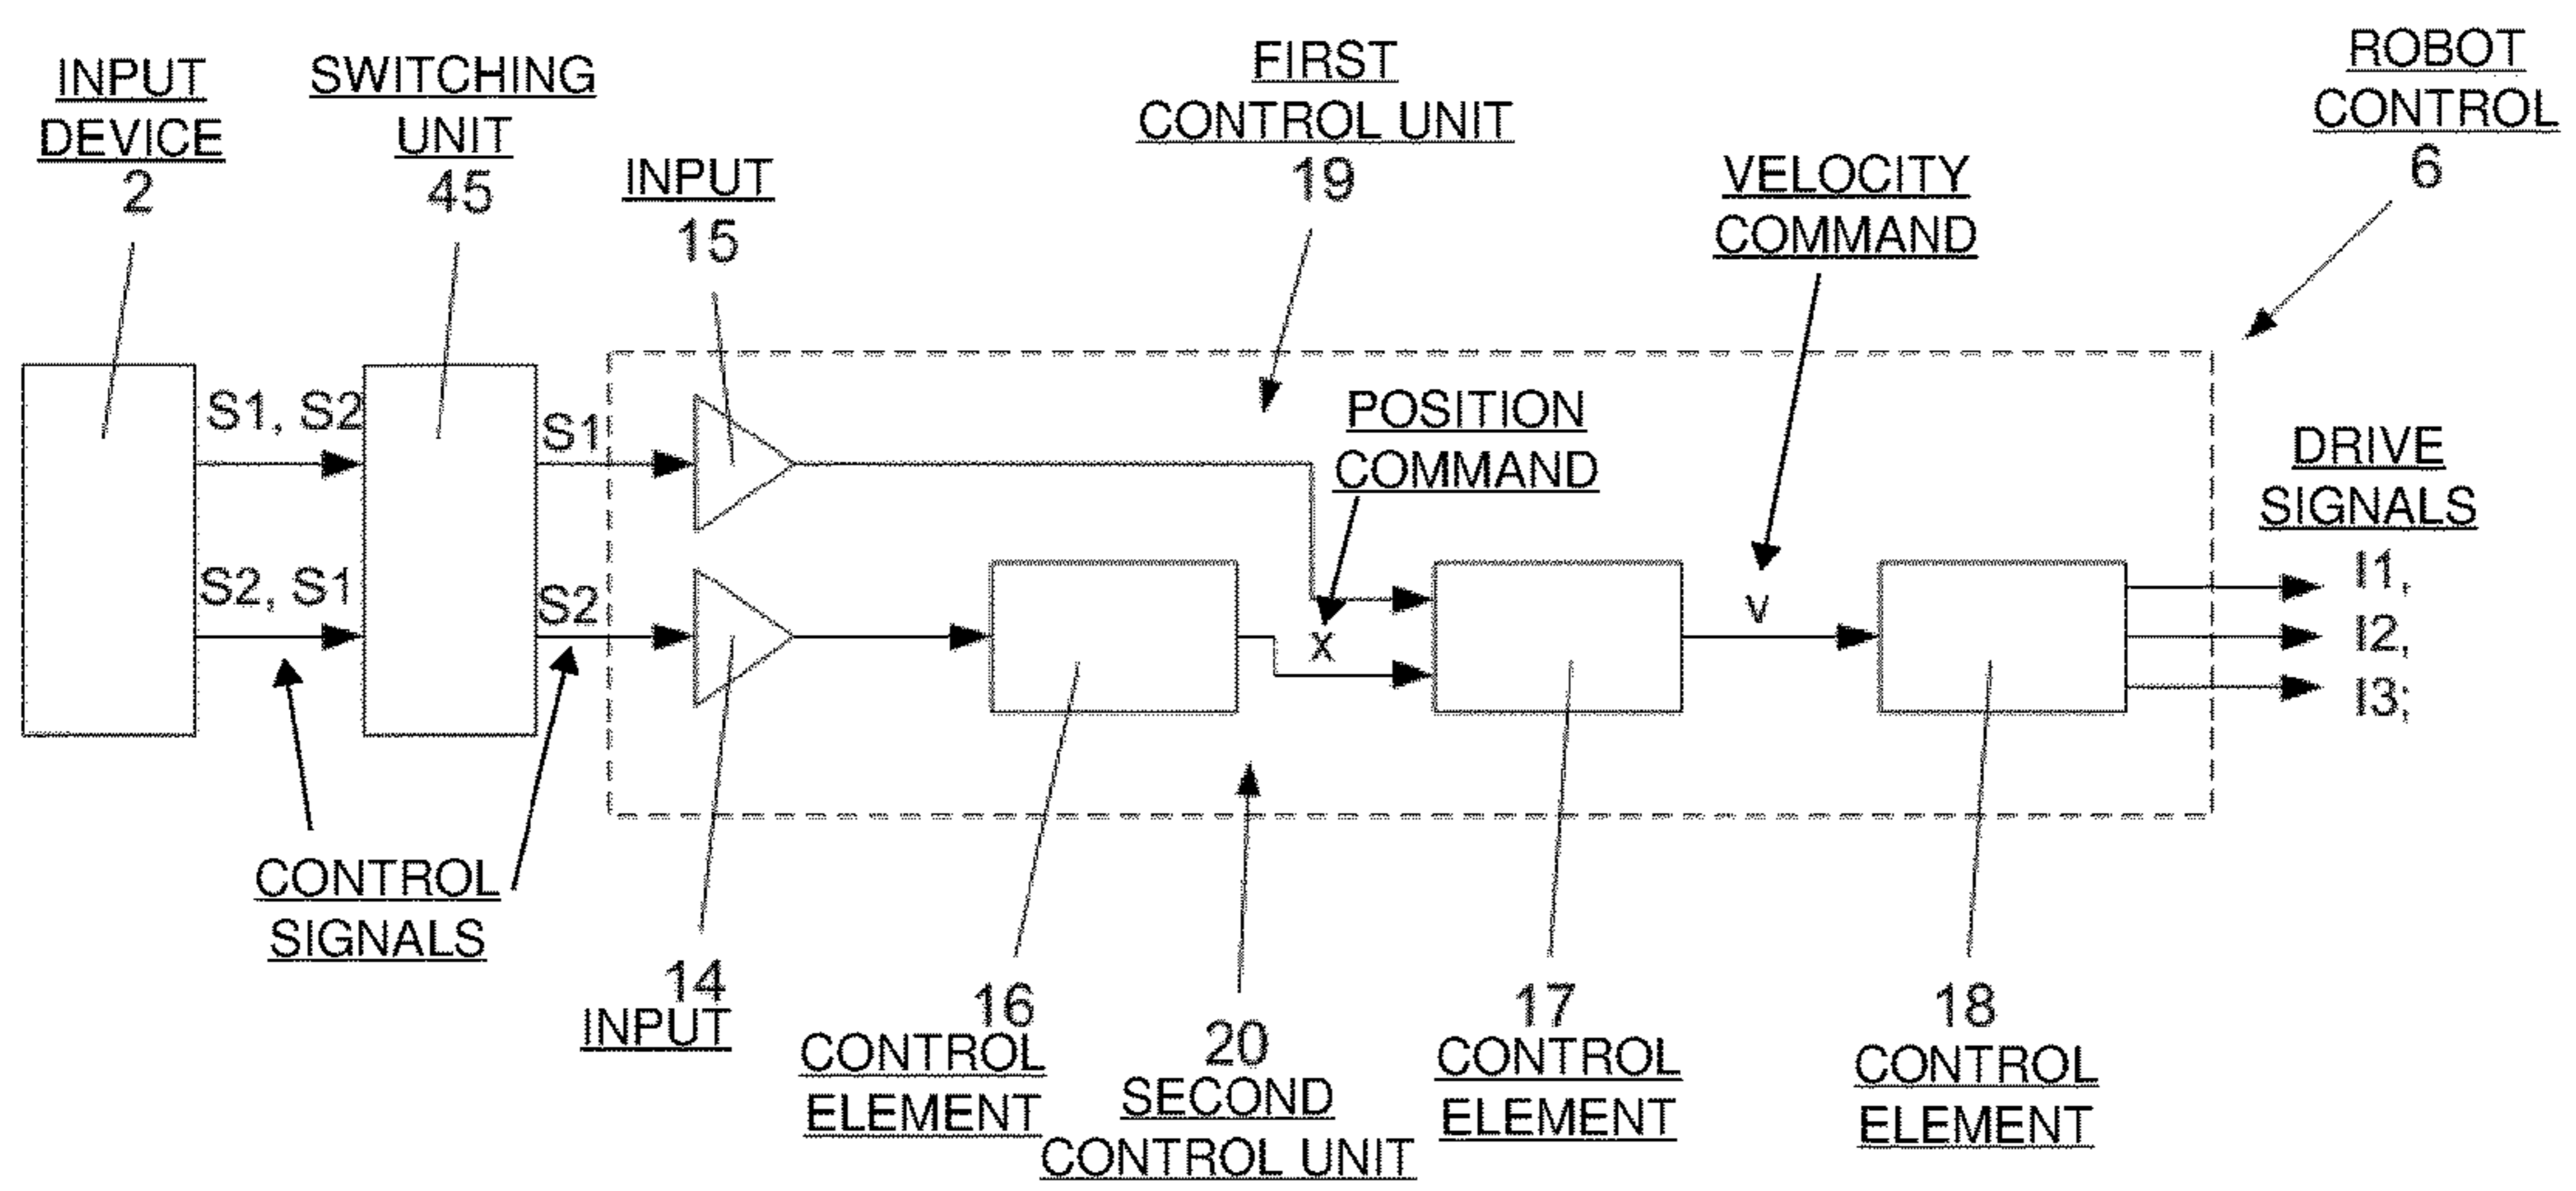 INPUT
DEVICE
2
SWITCHING
UNIT
45
INPUT
15
FIRST
CONTROL UNIT
19
VELOCITY
COMMAND
ROBOT
CONTROL
6
S1, S2
S1
POSITION
COMMAND
DRIVE
SIGNALS
S2, S1
S2
x
v
I1,
I2,
I3;
CONTROL
SIGNALS
14
INPUT
16
CONTROL
ELEMENT
20
SECOND
CONTROL UNIT
17
CONTROL
ELEMENT
18
CONTROL
ELEMENT